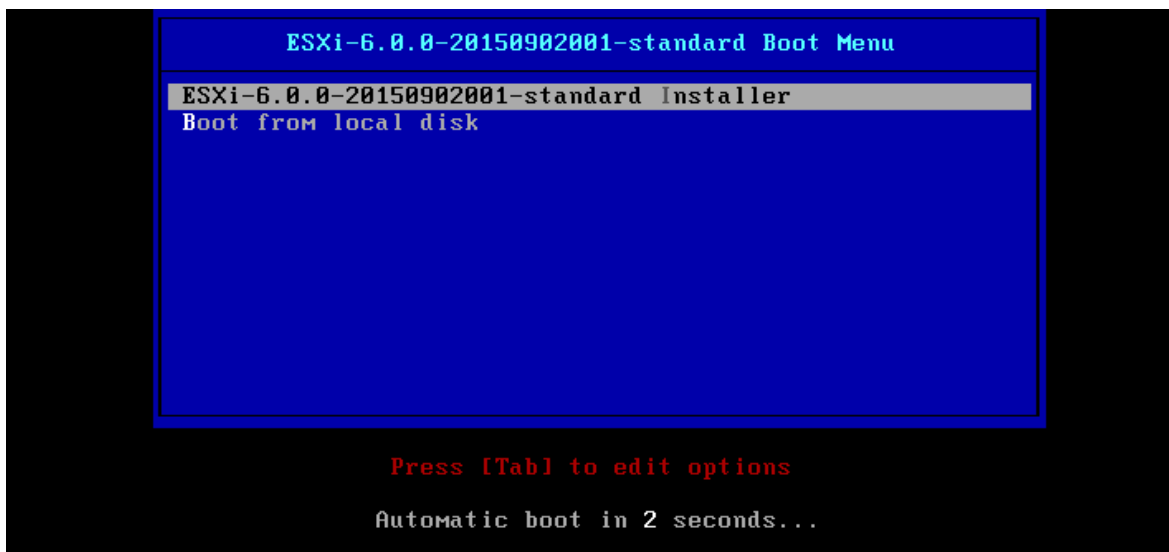 ESXi-6.0.0-20150902001-standard Boot Menu
ESXi-6.0.0-20150902001-standard Installer
Boot from local disk
Press [Tab] to edit options
Automatic boot in 2 seconds...